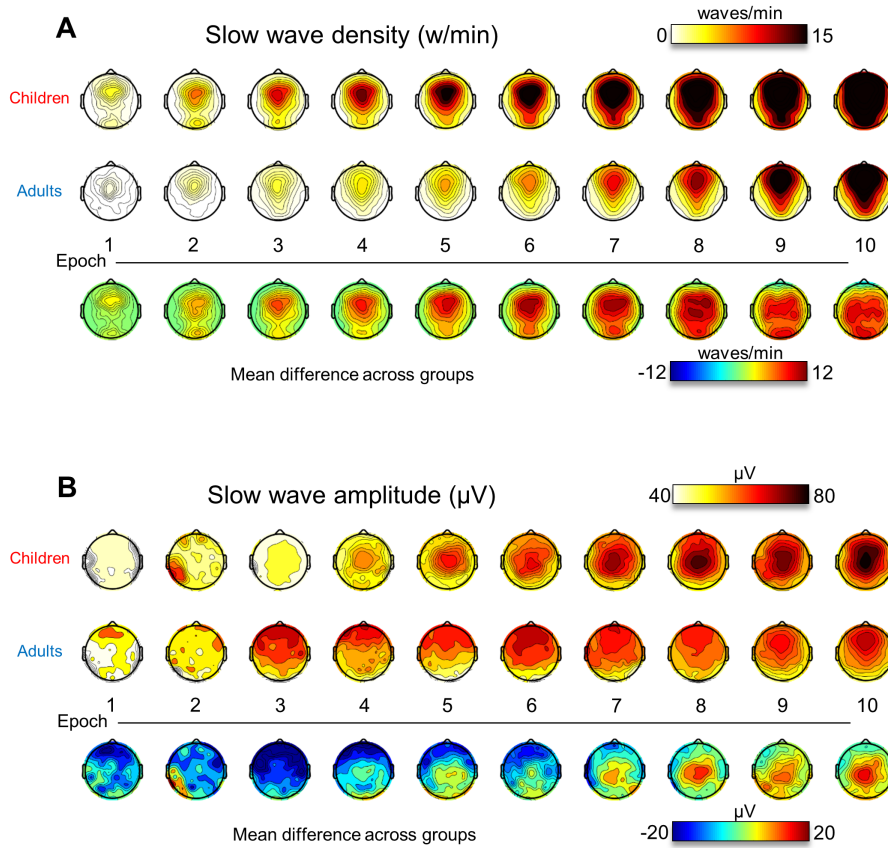 A
Slow wave density (w/min)
waves/min
0 15
Children
Adults
1 2 3 4 5 6 7 8 9 10
Epoch
waves/min
-12 12
Mean difference across groups
B
Slow wave amplitude (µV)
µV
40 80
Children
Adults
1 2 3 4 5 6 7 8 9 10
Epoch
µV
-20 20
Mean difference across groups